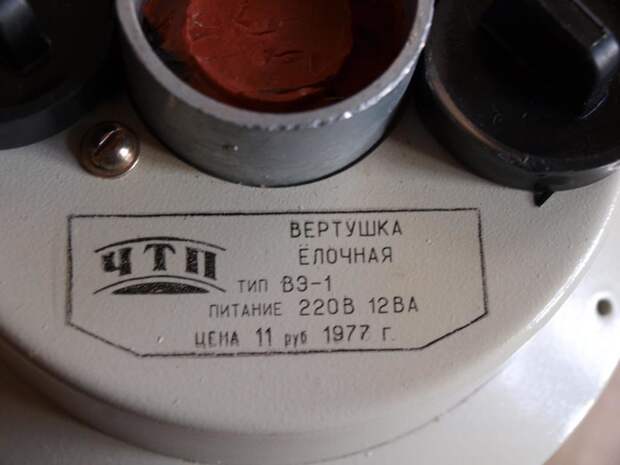 ВЕРТУШКА
ЁЛОЧНАЯ
ЧТП
ТИП ВЭ-1
ПИТАНИЕ 220В 12ВА
ЦЕНА 11 руб 1977 г.